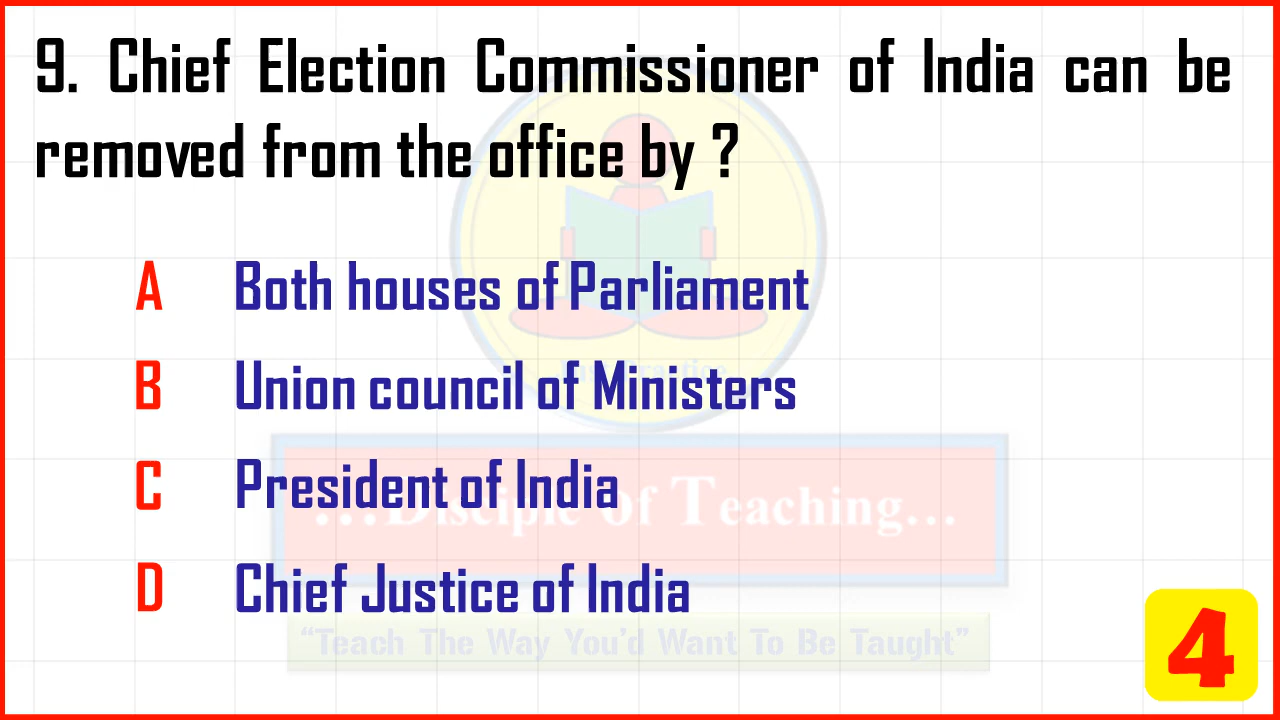 9. Chief Election Commissioner of India can be
removed from the office by ?
A Both houses of Parliament
B Union council of Ministers
C President of India
...Disciple Of Teaching...
D Chief Justice of India
“Teach The Way You’d Want To Be Taught”
4